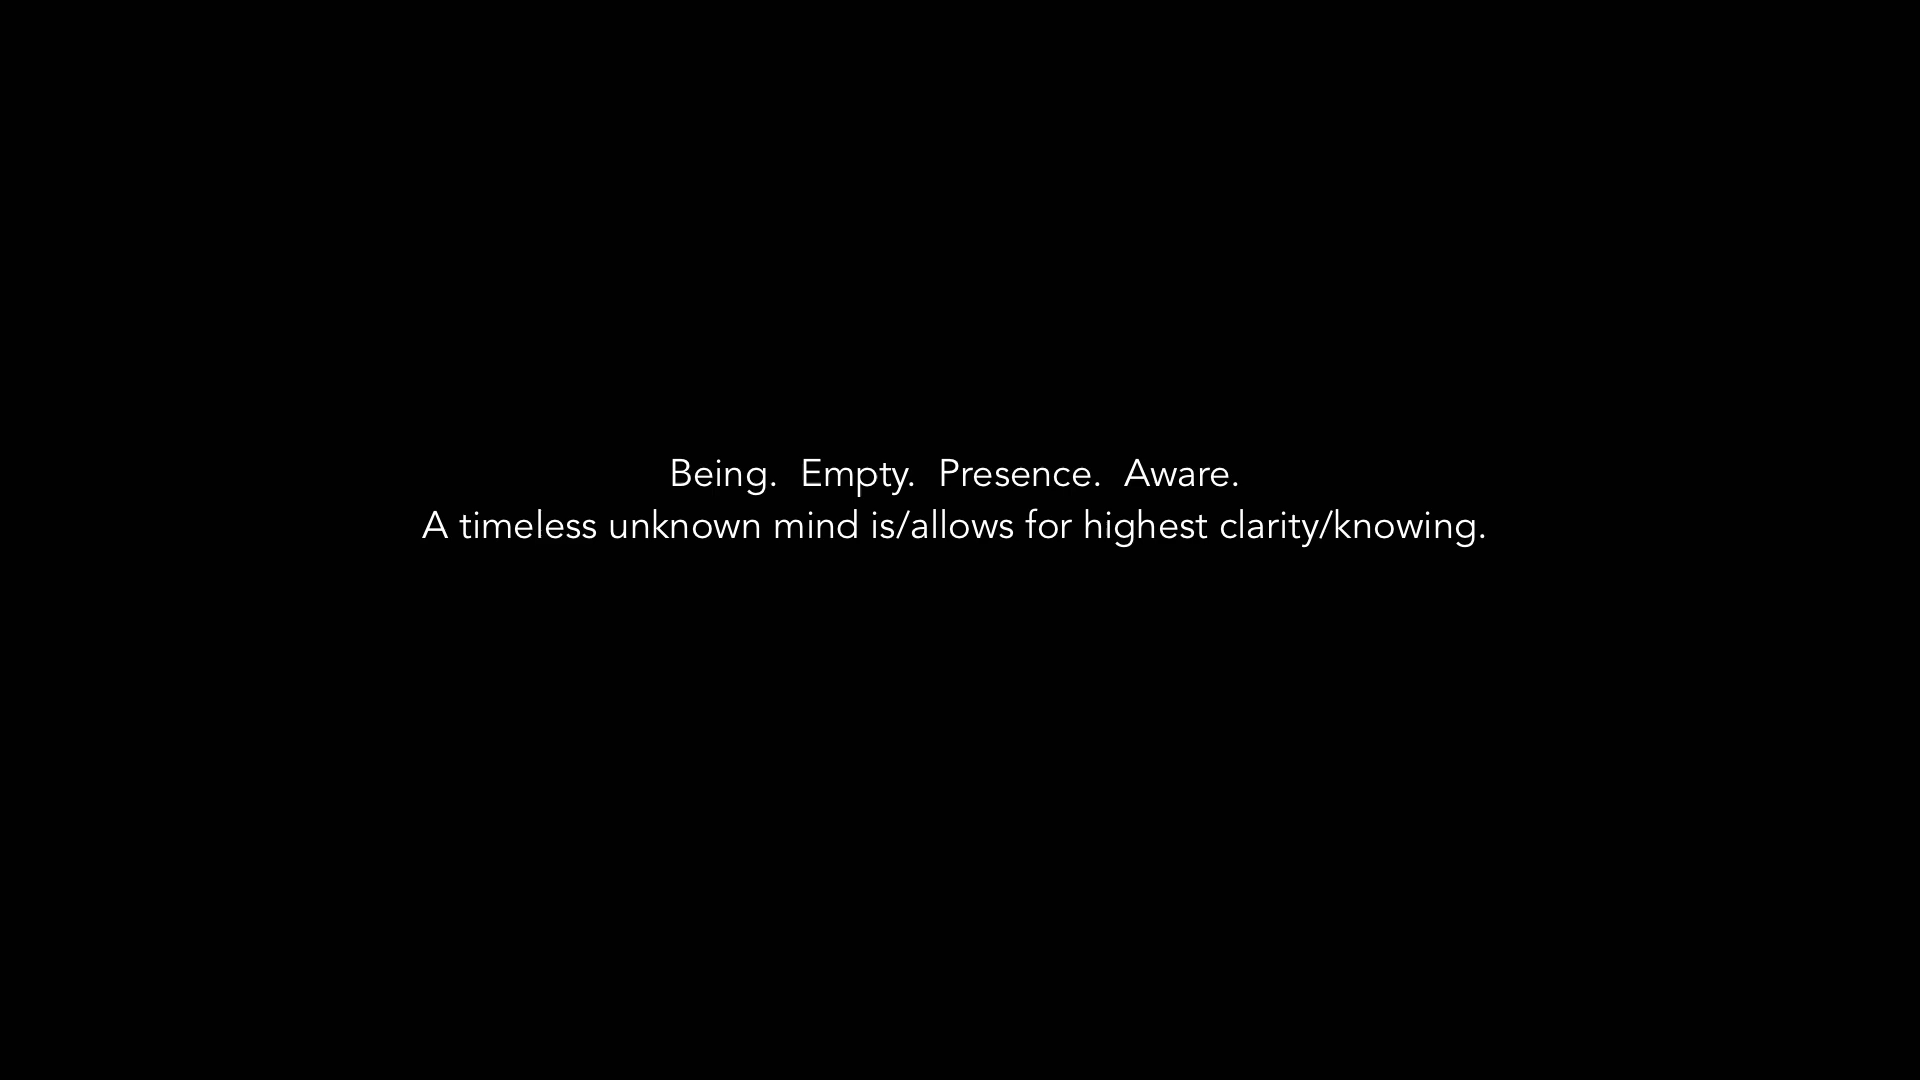 Being.  Empty.  Presence.  Aware.
A timeless unknown mind is/allows for highest clarity/knowing.